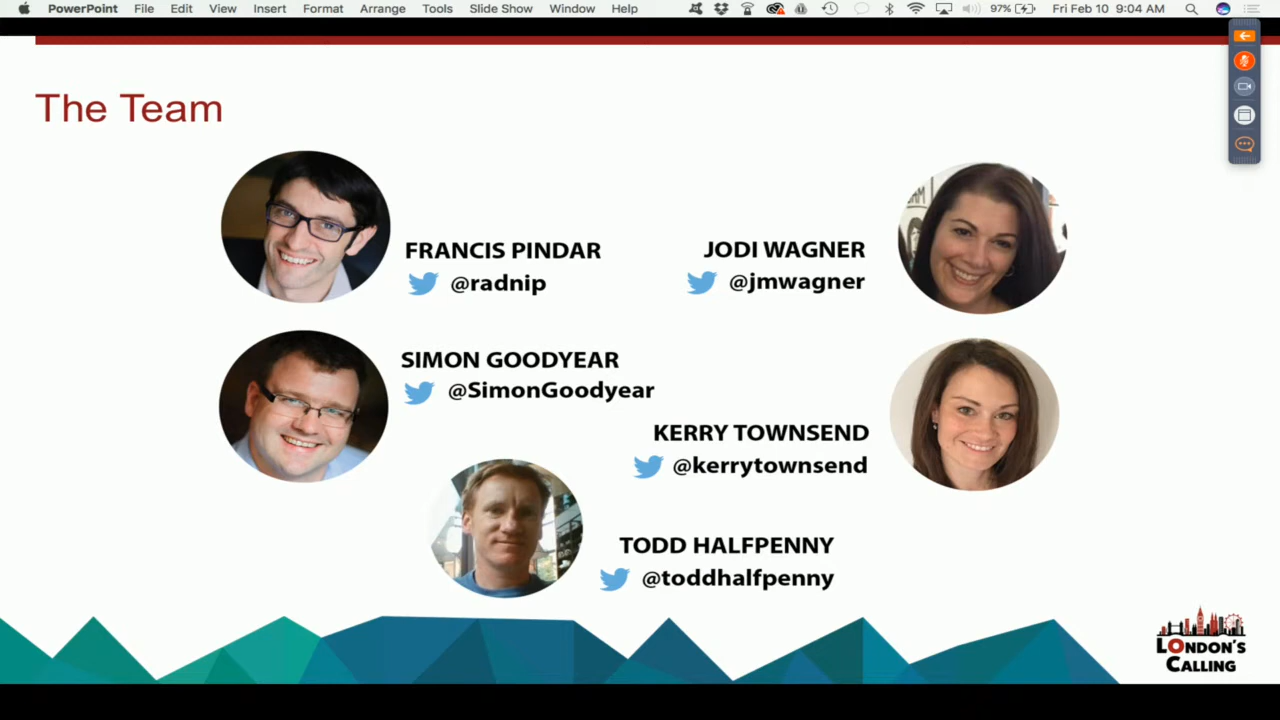 PowerPoint File Edit View Insert Format Arrange Tools Slide Show Window Help 97% Fri Feb 10 9:04 AM
The Team
FRANCIS PINDAR
@radnip
JODI WAGNER
@jmwagner
SIMON GOODYEAR
@SimonGoodyear
KERRY TOWNSEND
@kerrytownsend
TODD HALFPENNY
@toddhalfpenny
LONDON'S
CALLING